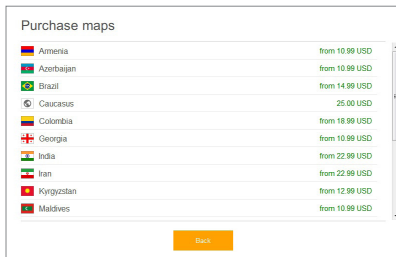 Purchase maps
Armenia from 10.99 USD
Azerbaijan from 10.99 USD
Brazil from 14.99 USD
Caucasus 25.00 USD
Colombia from 18.99 USD
Georgia from 10.99 USD
India from 22.99 USD
Iran from 22.99 USD
Kyrgyzstan from 12.99 USD
Maldives from 10.99 USD
Back